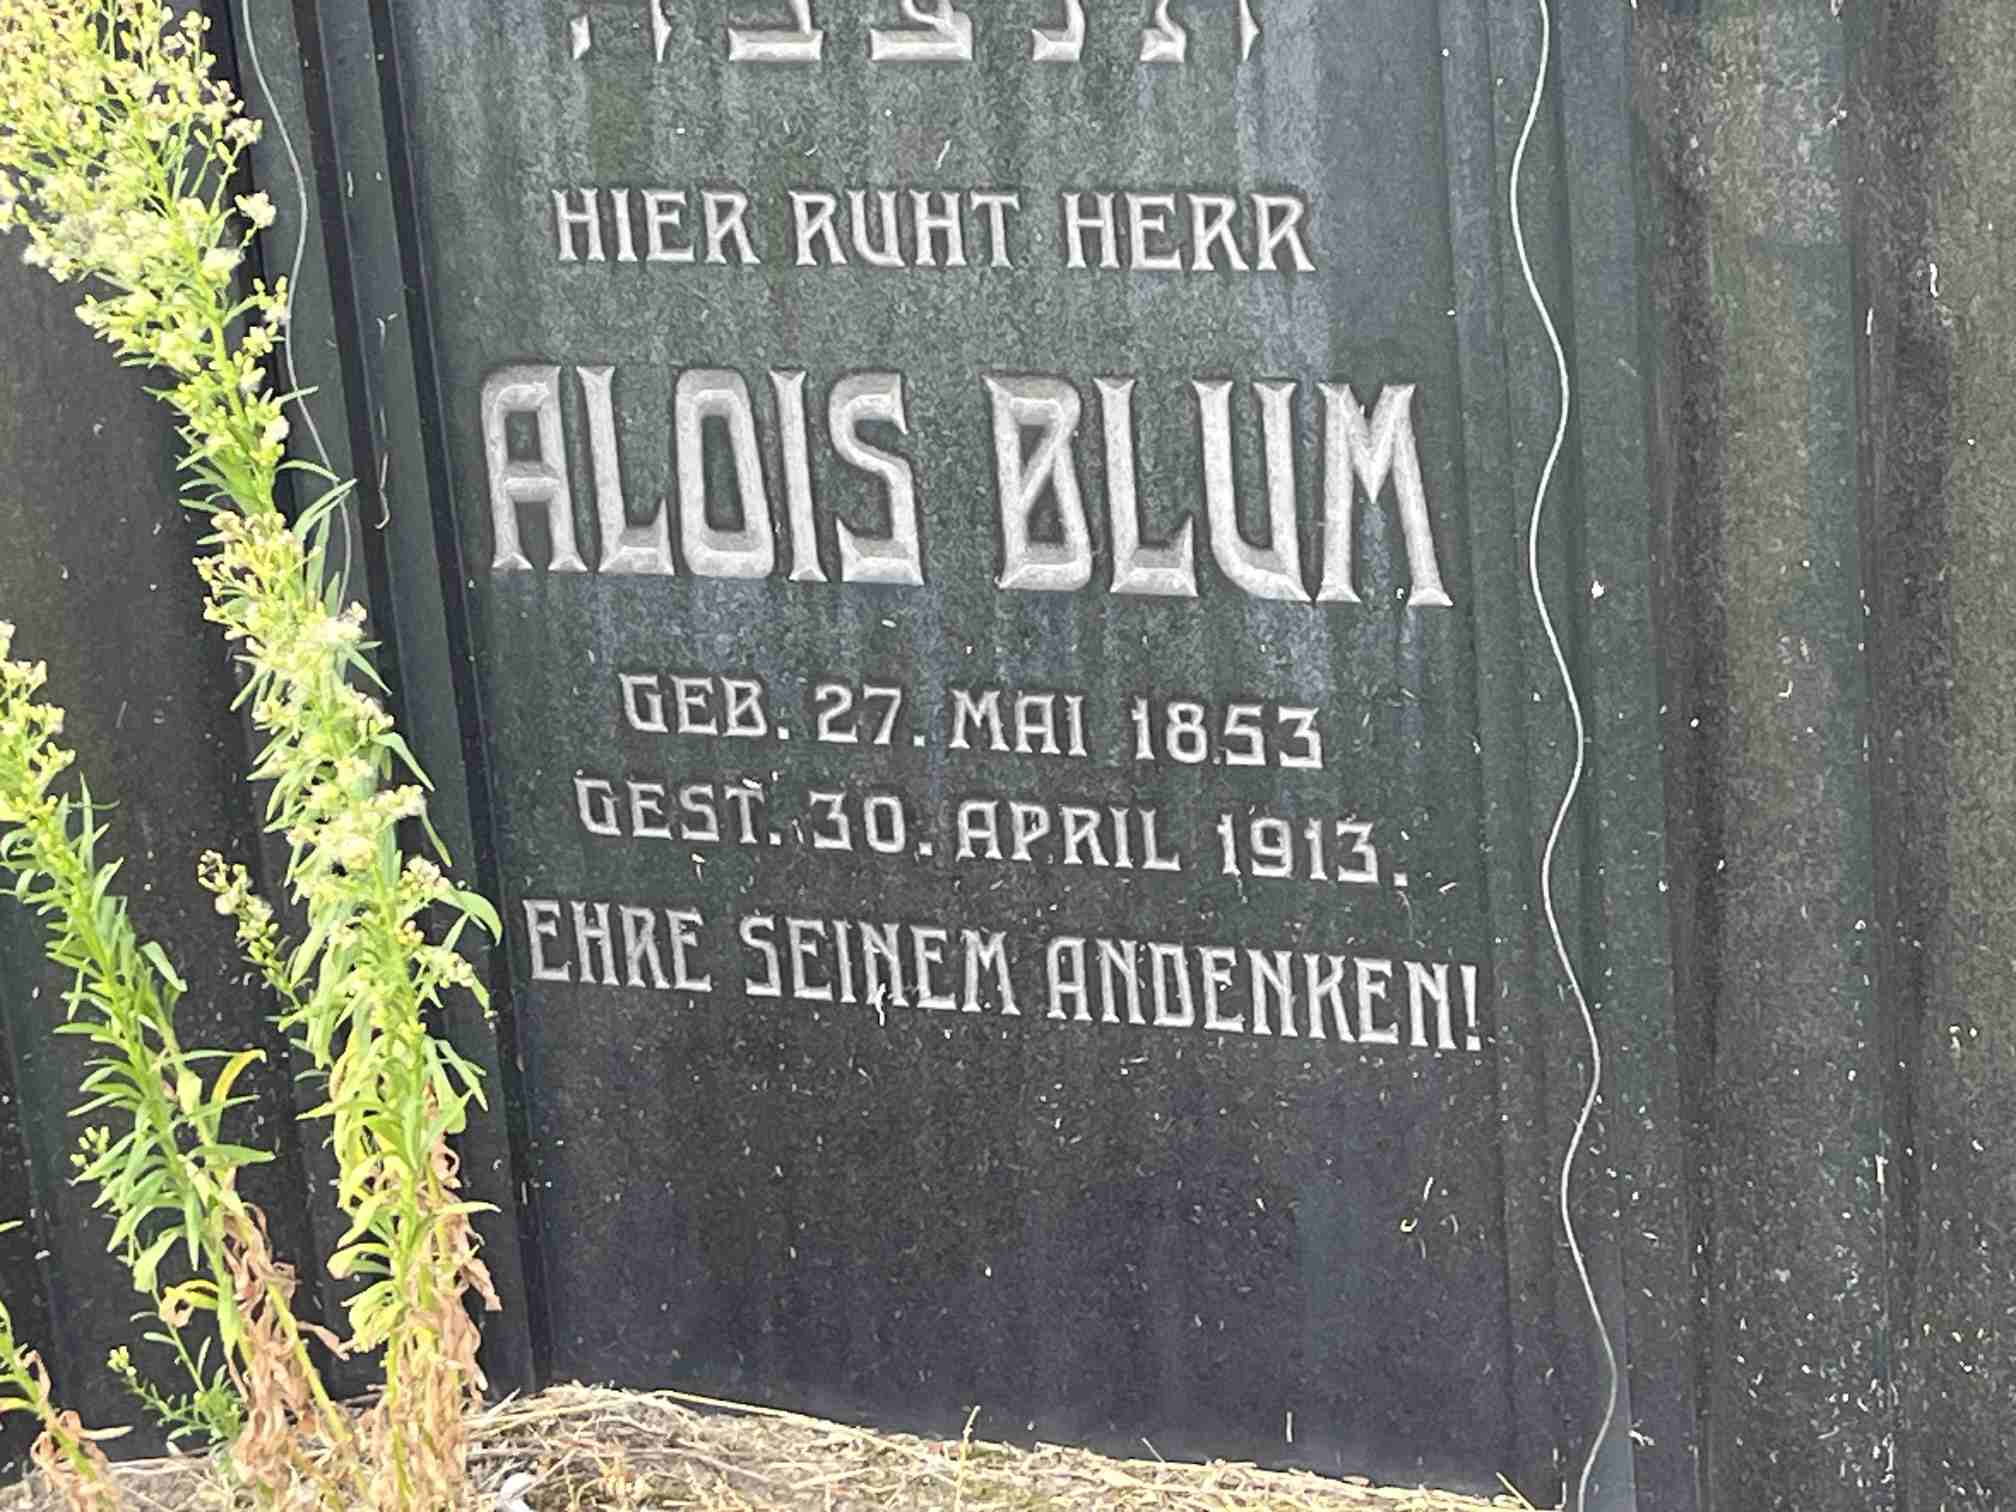 HIER RUHT HERR
ALOIS BLUM
GEB. 27. MAI 1853
GEST. 30. APRIL 1913.
EHRE SEINEM ANDENKEN!